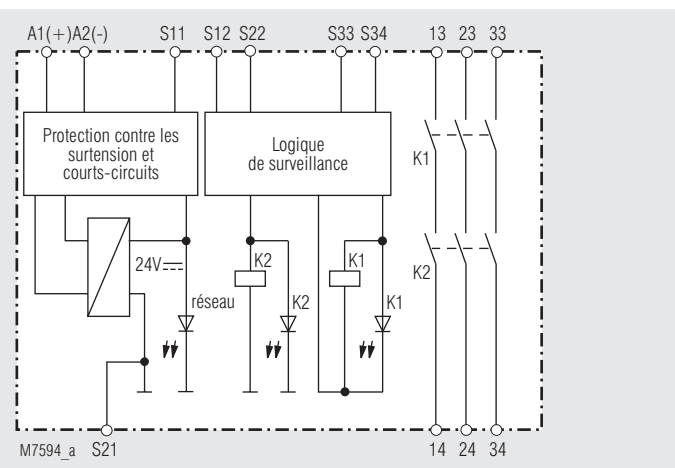 A1(+) A2(-) S11 S12 S22 S33 S34 13 23 33
Protection contre les
surtension et
courts-circuits
Logique
de surveillance
K1
24V
K2
K1
K2
réseau
K2
K1
M7594_a S21 14 24 34